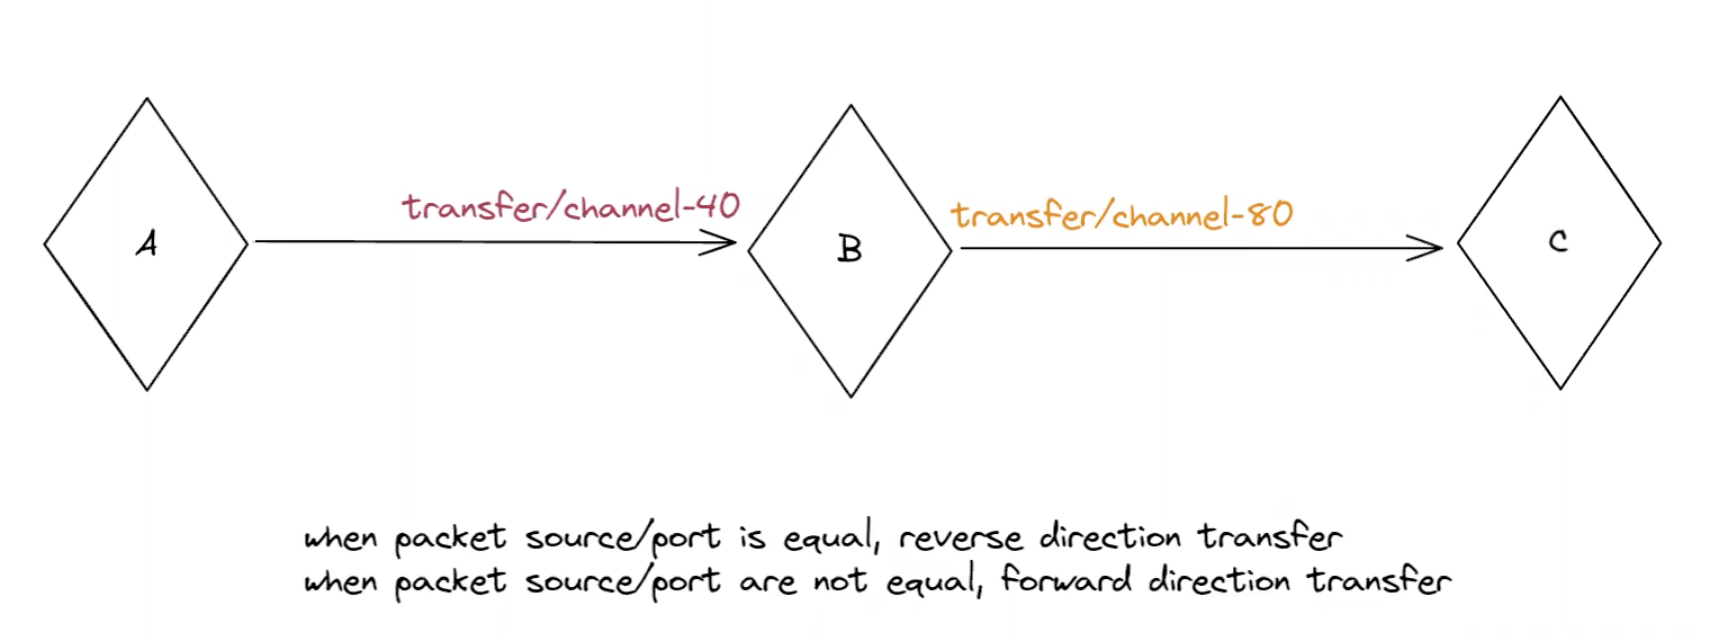 transfer/channel-40
transfer/channel-80
A
B
C
when packet source/port is equal, reverse direction transfer
when packet source/port are not equal, forward direction transfer